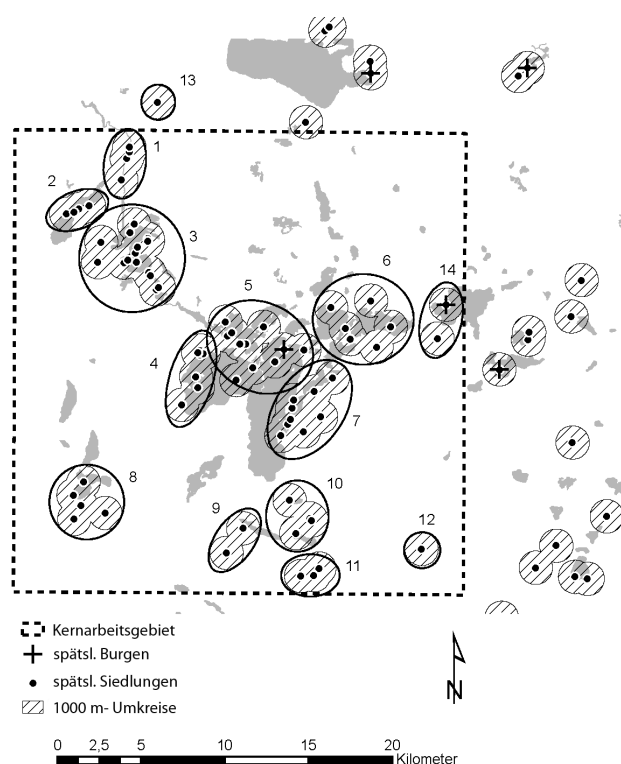 13
1
2
3
6
14
5
4
7
8
10
9
12
11
Kernarbeitsgebiet
spätsl. Burgen
spätsl. Siedlungen
1000 m- Umkreise
N
0 2,5 5 10 15 20
Kilometer